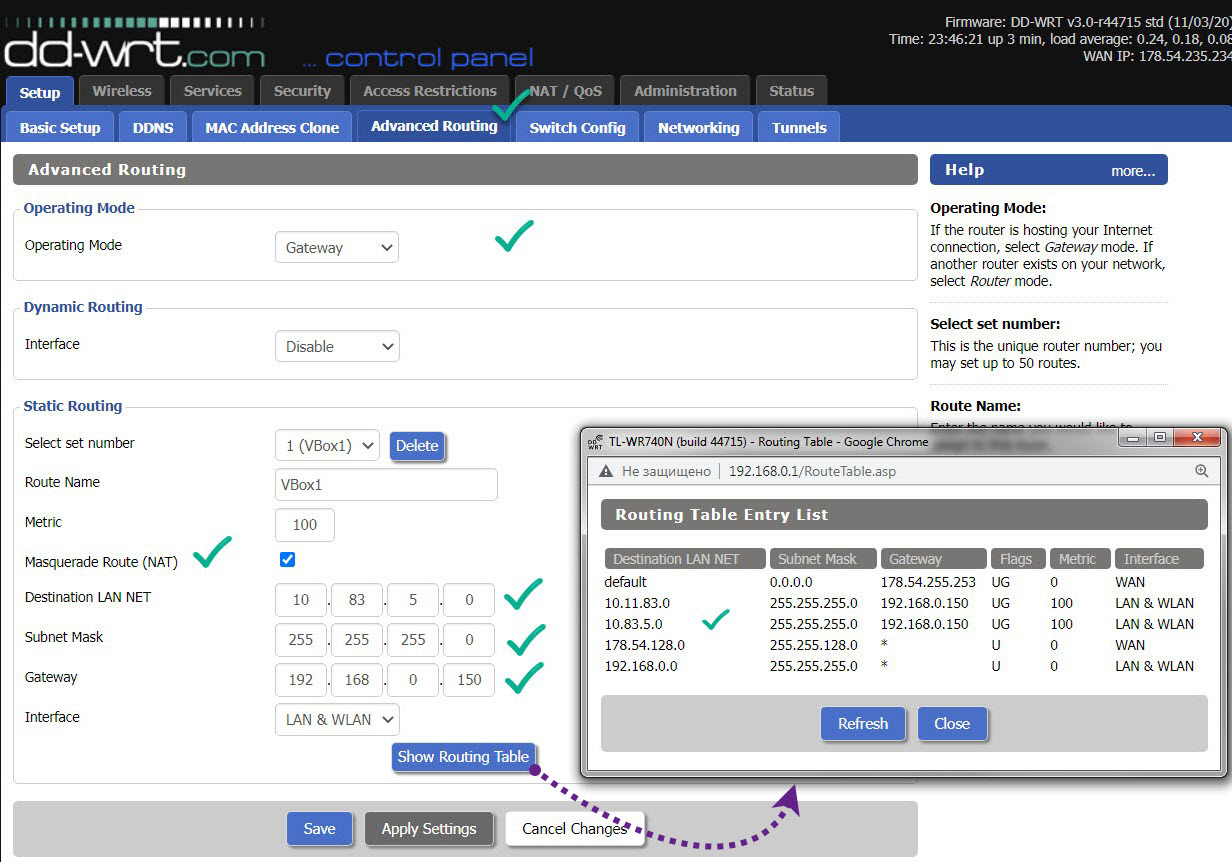 Firmware: DD-WRT v3.0-r44715 std (11/03/20)
Time: 23:46:21 up 3 min, load average: 0.24, 0.18, 0.08
WAN IP: 178.54.235.234
dd-wrt.com ... control panel
Setup Wireless Services Security Access Restrictions NAT / QoS Administration Status
Basic Setup DDNS MAC Address Clone Advanced Routing Switch Config Networking Tunnels
Advanced Routing
Operating Mode
Operating Mode Gateway
Dynamic Routing
Interface Disable
Static Routing
Select set number 1 (VBox1) Delete
Route Name VBox1
Metric 100
Masquerade Route (NAT)
Destination LAN NET 10 . 83 . 5 . 0
Subnet Mask 255 . 255 . 255 . 0
Gateway 192 . 168 . 0 . 150
Interface LAN & WLAN
Show Routing Table
Save Apply Settings Cancel Changes
Help more...
Operating Mode:
If the router is hosting your Internet
connection, select Gateway mode. If
another router exists on your network,
select Router mode.
Select set number:
This is the unique router number; you
may set up to 50 routes.
Route Name:
Enter the name you would like to
DD WRT TL-WR740N (build 44715) - Routing Table - Google Chrome
Не защищено 192.168.0.1/RouteTable.asp
Routing Table Entry List
Destination LAN NET Subnet Mask Gateway Flags Metric Interface
default 0.0.0.0 178.54.255.253 UG 0 WAN
10.11.83.0 255.255.255.0 192.168.0.150 UG 100 LAN & WLAN
10.83.5.0 255.255.255.0 192.168.0.150 UG 100 LAN & WLAN
178.54.128.0 255.255.128.0 * U 0 WAN
192.168.0.0 255.255.255.0 * U 0 LAN & WLAN
Refresh Close